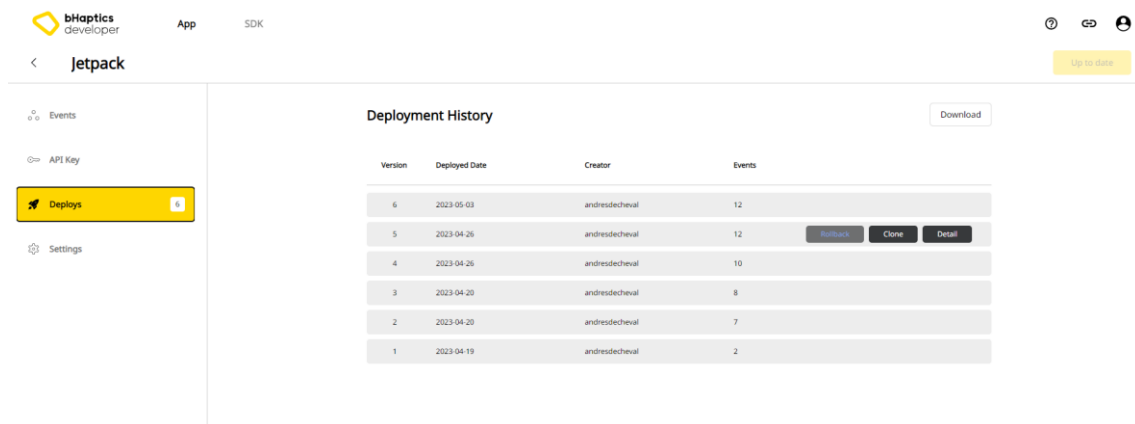 bHaptics
developer
App SDK
Jetpack
Up to date
Events
API Key
Deploys 6
Settings
Deployment History
Download
Version Deployed Date Creator Events
6 2023-05-03 andresdecheval 12
5 2023-04-26 andresdecheval 12 Rollback Clone Detail
4 2023-04-26 andresdecheval 10
3 2023-04-20 andresdecheval 8
2 2023-04-20 andresdecheval 7
1 2023-04-19 andresdecheval 2